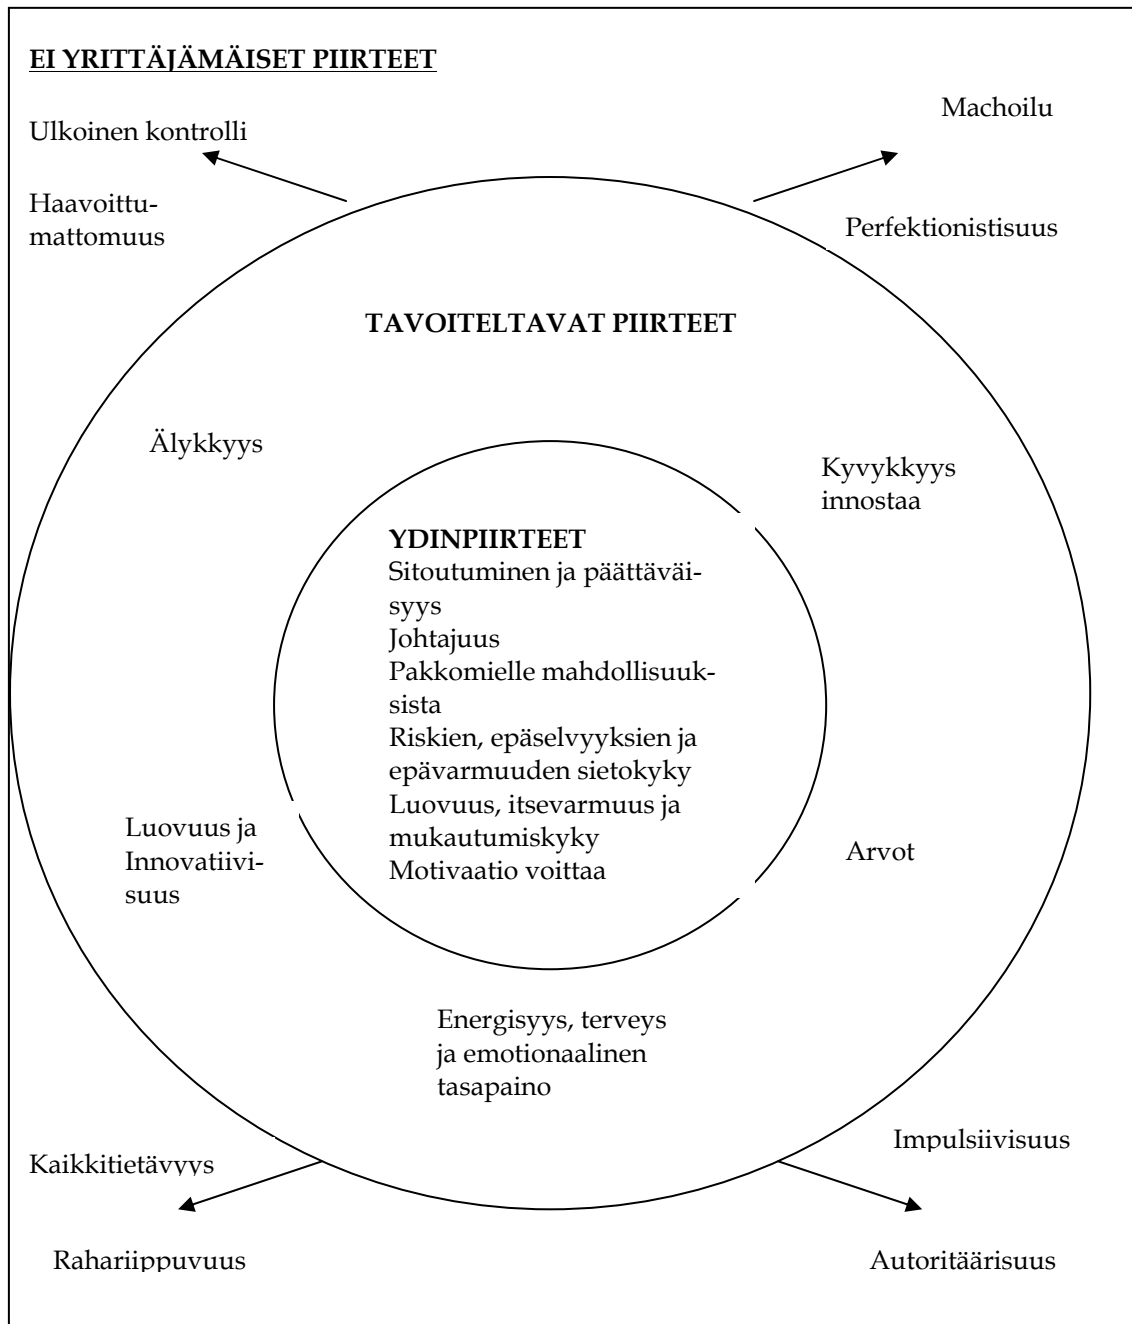 EI YRITTÄJÄMÄISET PIIRTEET
Machoilu
Ulkoinen kontrolli
Haavoittu-
mattomuus
Perfektionistisuus
TAVOITELTAVAT PIIRTEET
Älykkyys
Kyvykkyys
innostaa
YDINPIIRTEET
Sitoutuminen ja päättäväi-
syys
Johtajuus
Pakkomielle mahdollisuuk-
sista
Riskien, epäselvyyksien ja
epävarmuuden sietokyky
Luovuus, itsevarmuus ja
mukautumiskyky
Motivaatio voittaa
Luovuus ja
Innovatiivi-
suus
Arvot
Energisyys, terveys
ja emotionaalinen
tasapaino
Impulsiivisuus
Kaikkitietävyys
Rahariippuvuus
Autoritäärisuus